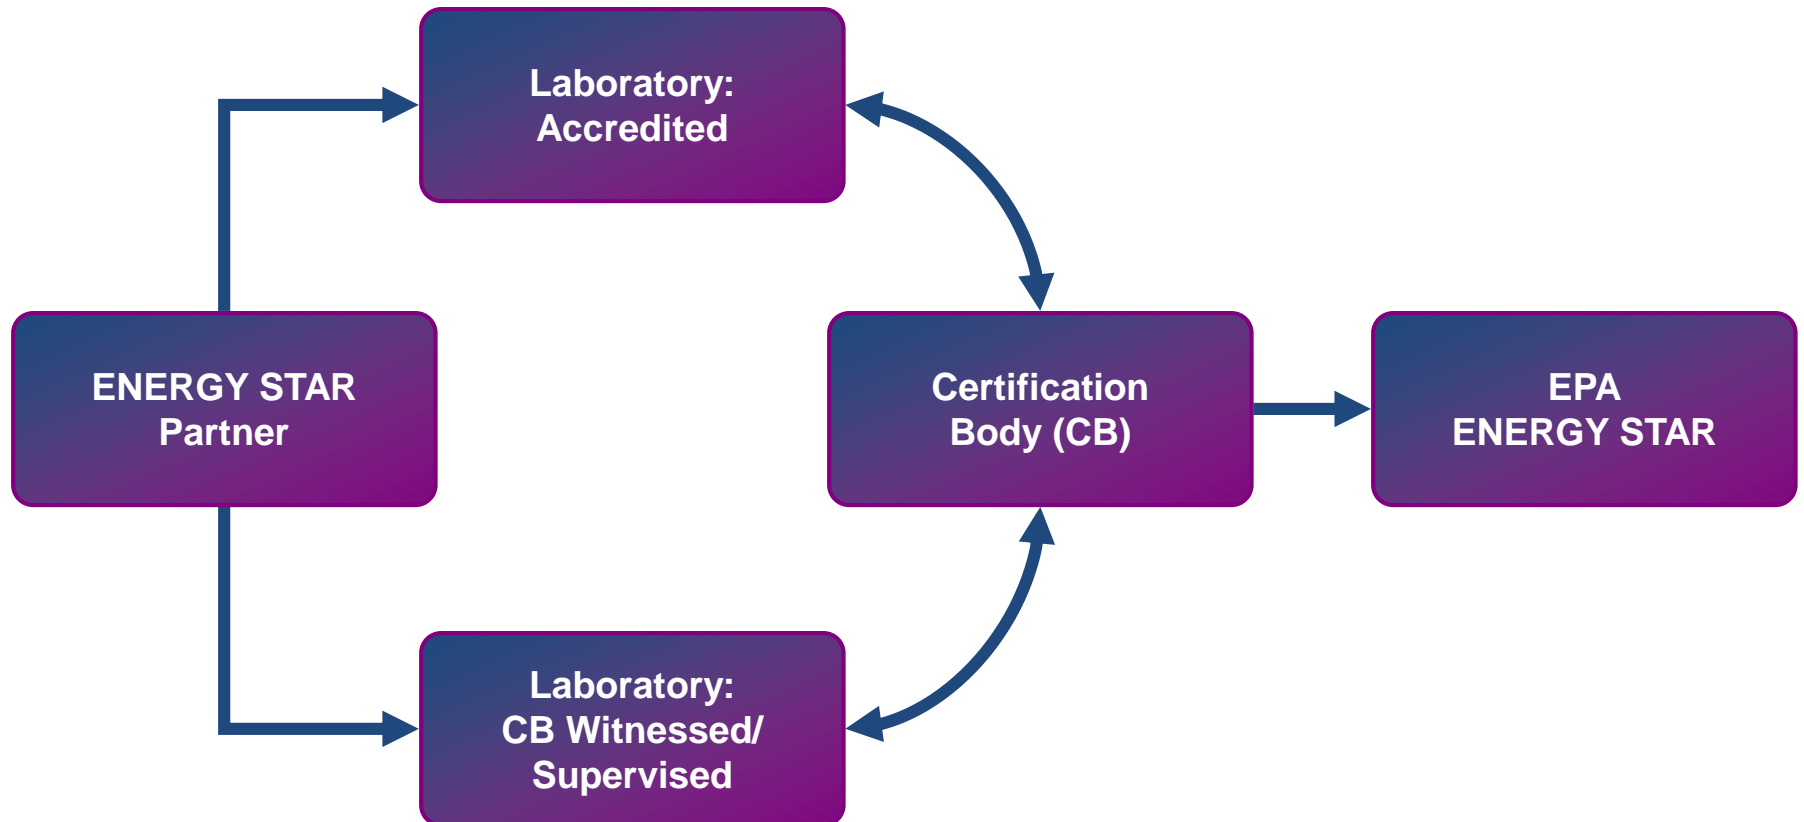 Laboratory:
Accredited
ENERGY STAR
Partner
Certification
Body (CB)
EPA
ENERGY STAR
Laboratory:
CB Witnessed/
Supervised